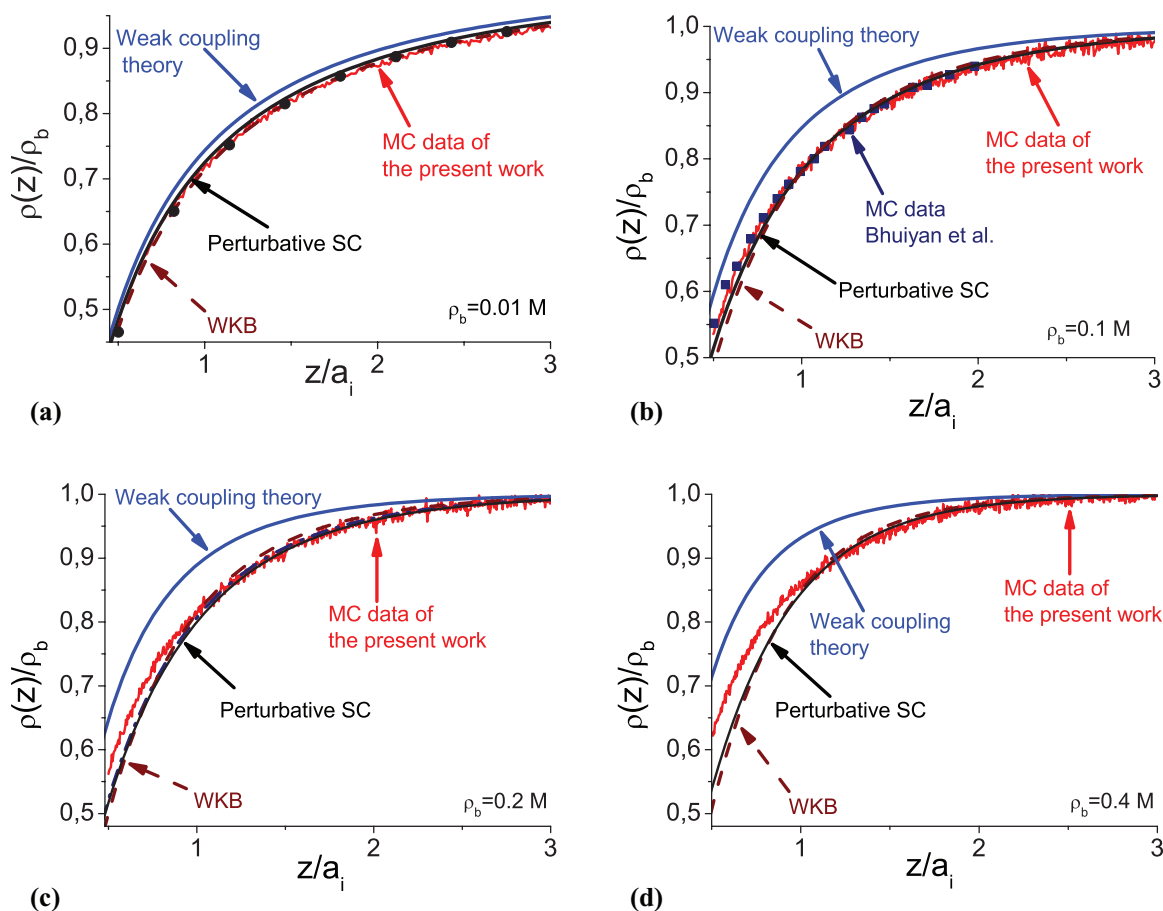 Weak coupling
theory
0,9
0,8
0,7
0,6
0,5
ρ(z)/ρb
MC data of
the present work
Perturbative SC
WKB
ρb=0.01 M
1
2
3
z/ai
(a)
1,0
0,9
0,8
0,7
0,6
0,5
ρ(z)/ρb
Weak coupling theory
MC data of
the present work
MC data
Bhuiyan et al.
Perturbative SC
WKB
ρb=0.1 M
1
2
3
z/ai
(b)
1,0
0,9
0,8
0,7
0,6
0,5
ρ(z)/ρb
Weak coupling theory
MC data of
the present work
Perturbative SC
WKB
ρb=0.2 M
1
2
3
z/ai
(c)
1,0
0,9
0,8
0,7
0,6
0,5
ρ(z)/ρb
MC data of
the present work
Weak coupling
theory
Perturbative SC
WKB
ρb=0.4 M
1
2
3
z/ai
(d)